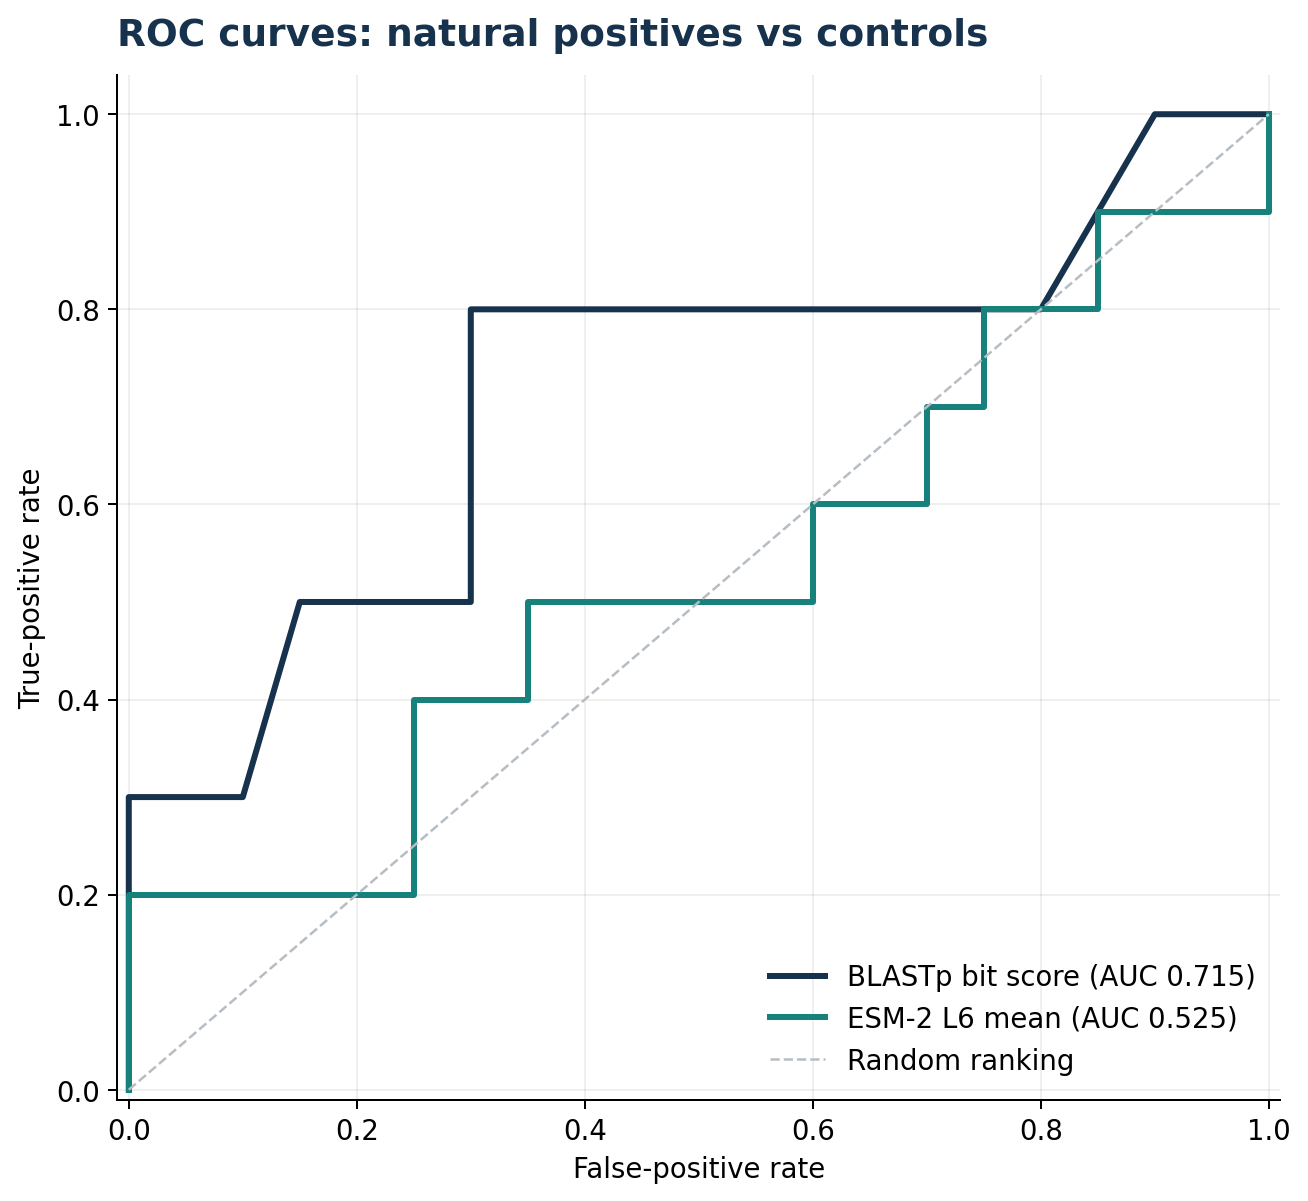 ROC curves: natural positives vs controls
1.0
0.8
0.6
0.4
0.2
0.0
True-positive rate
0.0 0.2 0.4 0.6 0.8 1.0
False-positive rate
BLASTp bit score (AUC 0.715)
ESM-2 L6 mean (AUC 0.525)
Random ranking